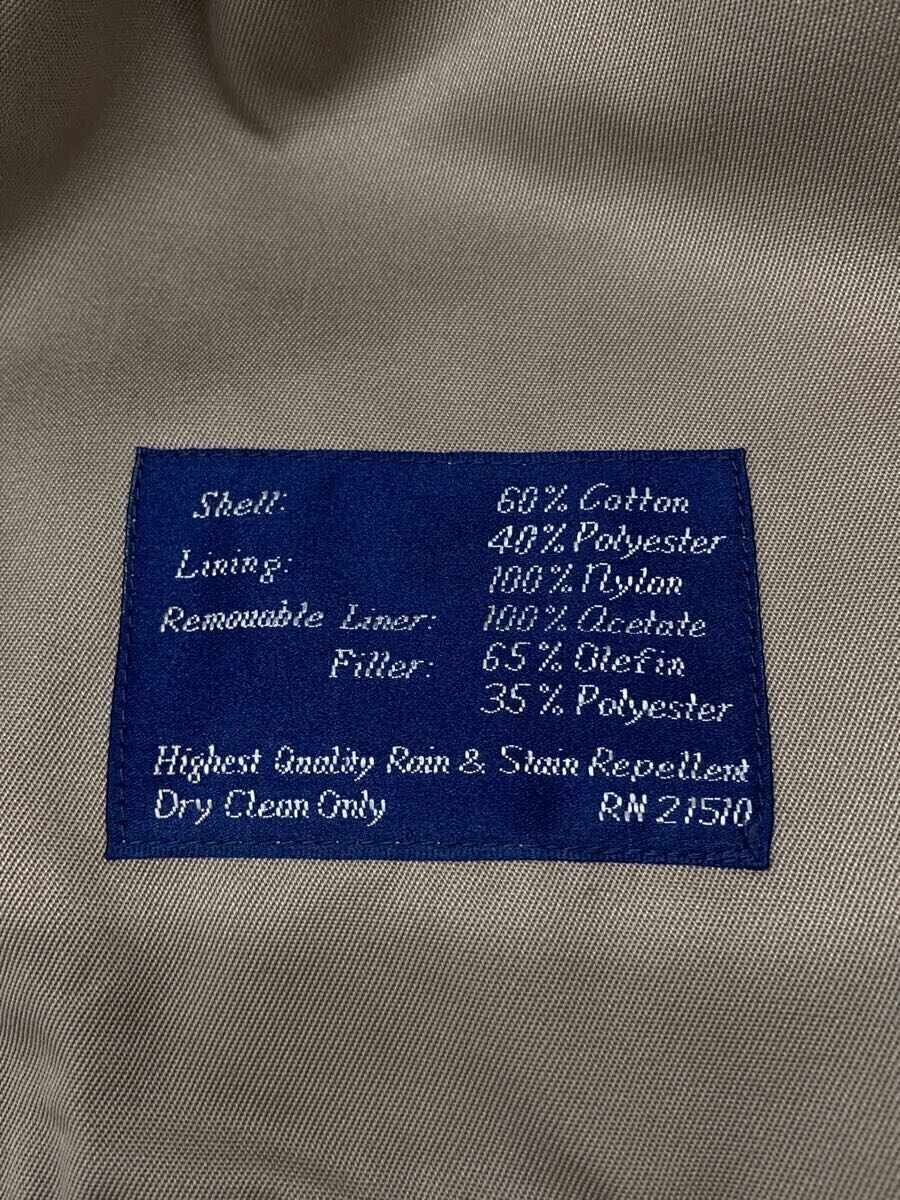 Shell: 60% Cotton
40% Polyester
Lining: 100% Nylon
Removable Liner: 100% Acetate
Filler: 65% Olefin
35% Polyester
Highest Quality Rain & Stain Repellent
Dry Clean Only RN 21510